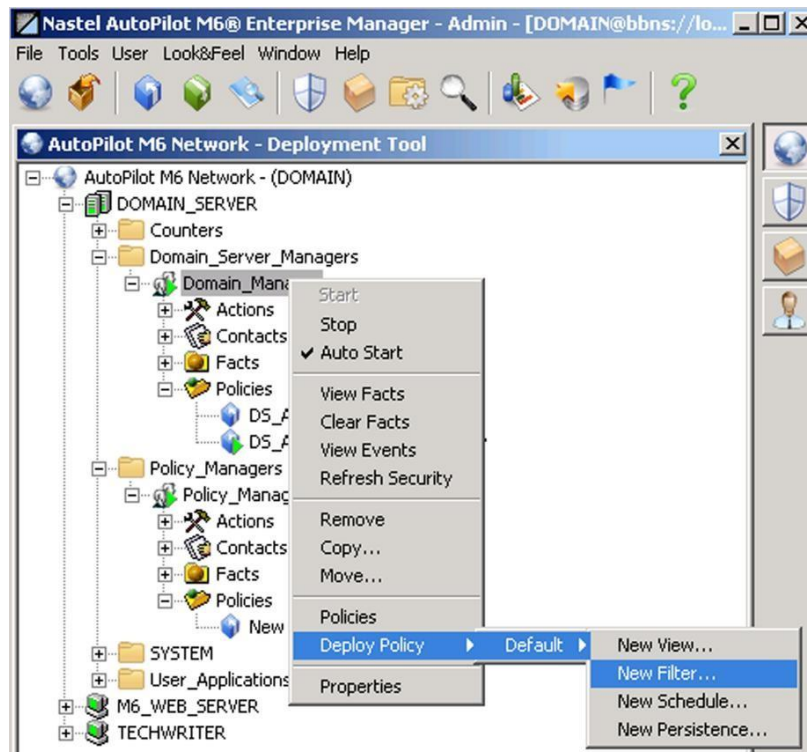 Nastel AutoPilot M6® Enterprise Manager - Admin - [DOMAIN@bbns://lo...
File Tools User Look&Feel Window Help
AutoPilot M6 Network - Deployment Tool
AutoPilot M6 Network - (DOMAIN)
DOMAIN_SERVER
Counters
Domain_Server_Managers
Domain_Mana
Actions
Contacts
Facts
Policies
DS_A
DS_A
Policy_Managers
Policy_Manag
Actions
Contacts
Facts
Policies
New
SYSTEM
User_Applications
M6_WEB_SERVER
TECHWRITER
Start
Stop
Auto Start
View Facts
Clear Facts
View Events
Refresh Security
Remove
Copy...
Move...
Policies
Deploy Policy
Properties
Default
New View...
New Filter...
New Schedule...
New Persistence...